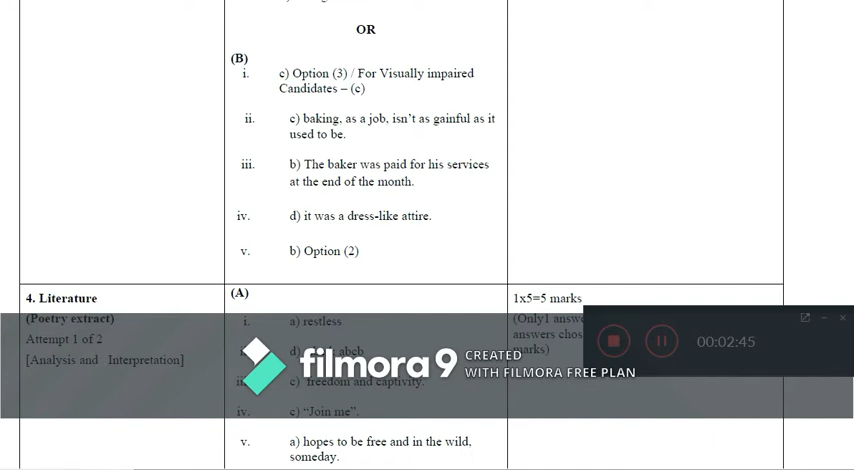 OR
(B)
i. c) Option (3) / For Visually impaired
Candidates – (c)
ii. c) baking, as a job, isn't as gainful as it
used to be.
iii. b) The baker was paid for his services
at the end of the month.
iv. d) it was a dress-like attire.
v. b) Option (2)
4. Literature
(Poetry extract)
Attempt 1 of 2
[Analysis and Interpretation]
(A)
i. a) restless
d) abcb
c) freedom and captivity.
iv. c) "Join me".
v. a) hopes to be free and in the wild,
someday.
1x5=5 marks
(Only1
answers
marks)
00:02:45
filmora9 CREATED
WITH FILMORA FREE PLAN